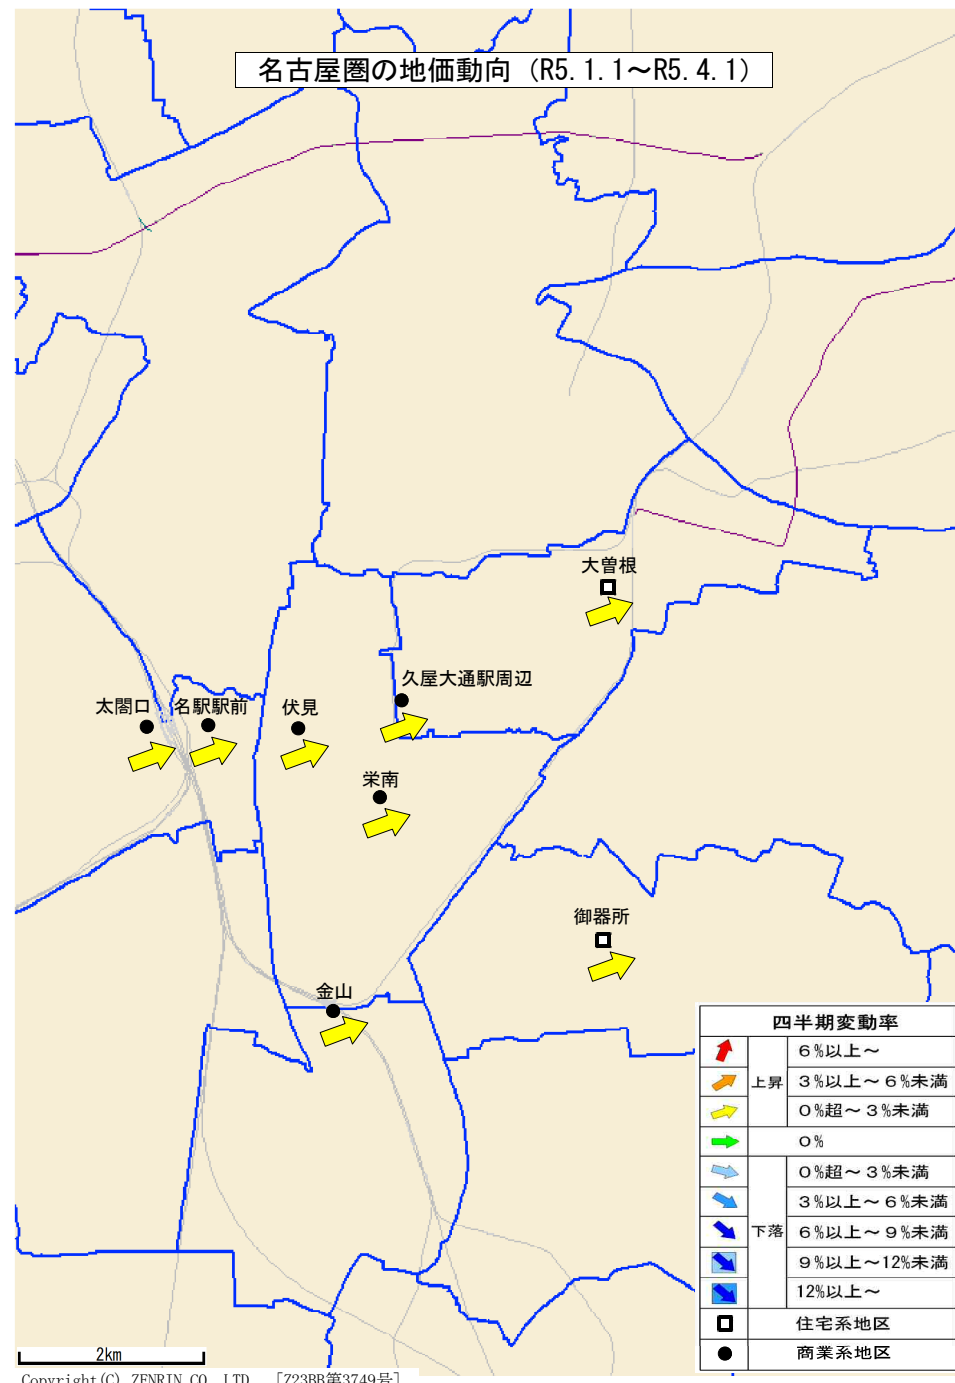 名古屋圏の地価動向（R5.1.1～R5.4.1）
大曽根
久屋大通駅周辺
太閤口
名駅駅前
伏見
栄南
御器所
金山
四半期変動率
上昇
6%以上～
3%以上～6%未満
0%超～3%未満
0%
下落
0%超～3%未満
3%以上～6%未満
6%以上～9%未満
9%以上～12%未満
12%以上～
住宅系地区
商業系地区
2km
Copyright(C) ZENRIN CO.,LTD. ［Z23BB第3749号］